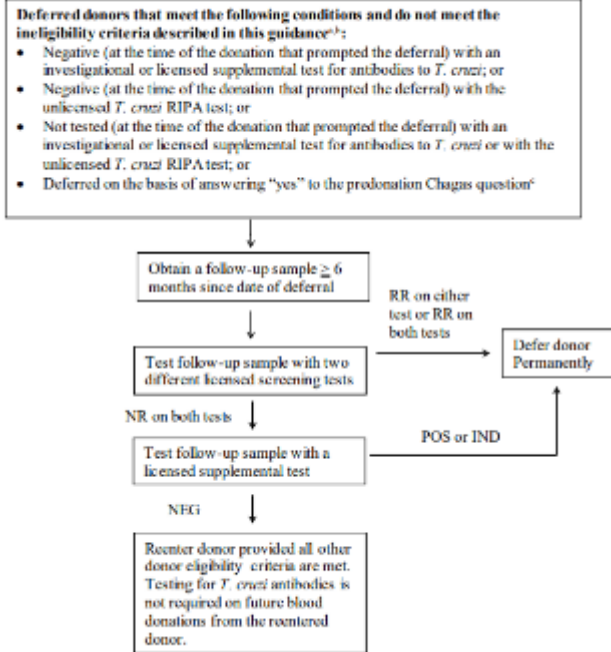 Deferred donors that meet the following conditions and do not meet the
ineligibility criteria described in this guidanceᵃ,ᵇ:
• Negative (at the time of the donation that prompted the deferral) with an
investigational or licensed supplemental test for antibodies to T. cruzi; or
• Negative (at the time of the donation that prompted the deferral) with the
unlicensed T. cruzi RIPA test; or
• Not tested (at the time of the donation that prompted the deferral) with an
investigational or licensed supplemental test for antibodies to T. cruzi or with the
unlicensed T. cruzi RIPA test; or
• Deferred on the basis of answering “yes” to the predonation Chagas questionᶜ
Obtain a follow-up sample ≥ 6
months since date of deferral
RR on either
test or RR on
both tests
Test follow-up sample with two
different licensed screening tests
Defer donor
Permanently
NR on both tests
POS or IND
Test follow-up sample with a
licensed supplemental test
NEG
Reenter donor provided all other
donor eligibility criteria are met.
Testing for T. cruzi antibodies is
not required on future blood
donations from the reentered
donor.